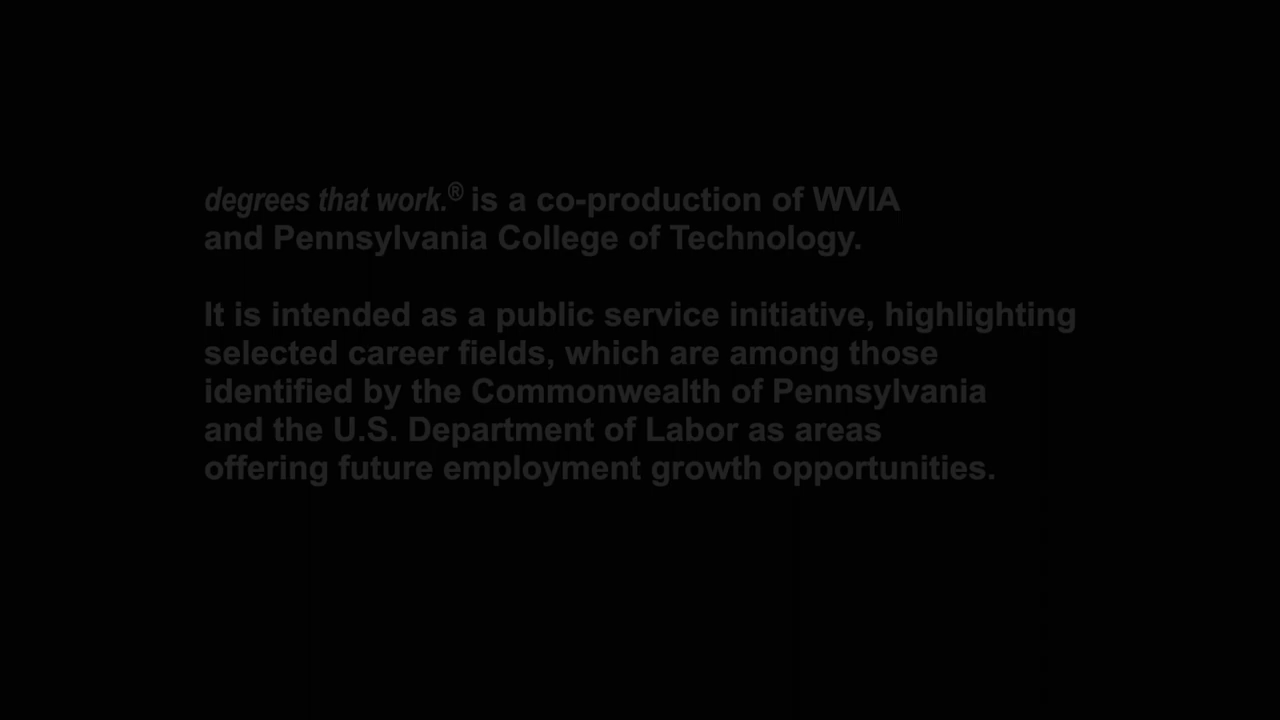 degrees that work.® is a co-production of WVIA
and Pennsylvania College of Technology.
It is intended as a public service initiative, highlighting
selected career fields, which are among those
identified by the Commonwealth of Pennsylvania
and the U.S. Department of Labor as areas
offering future employment growth opportunities.